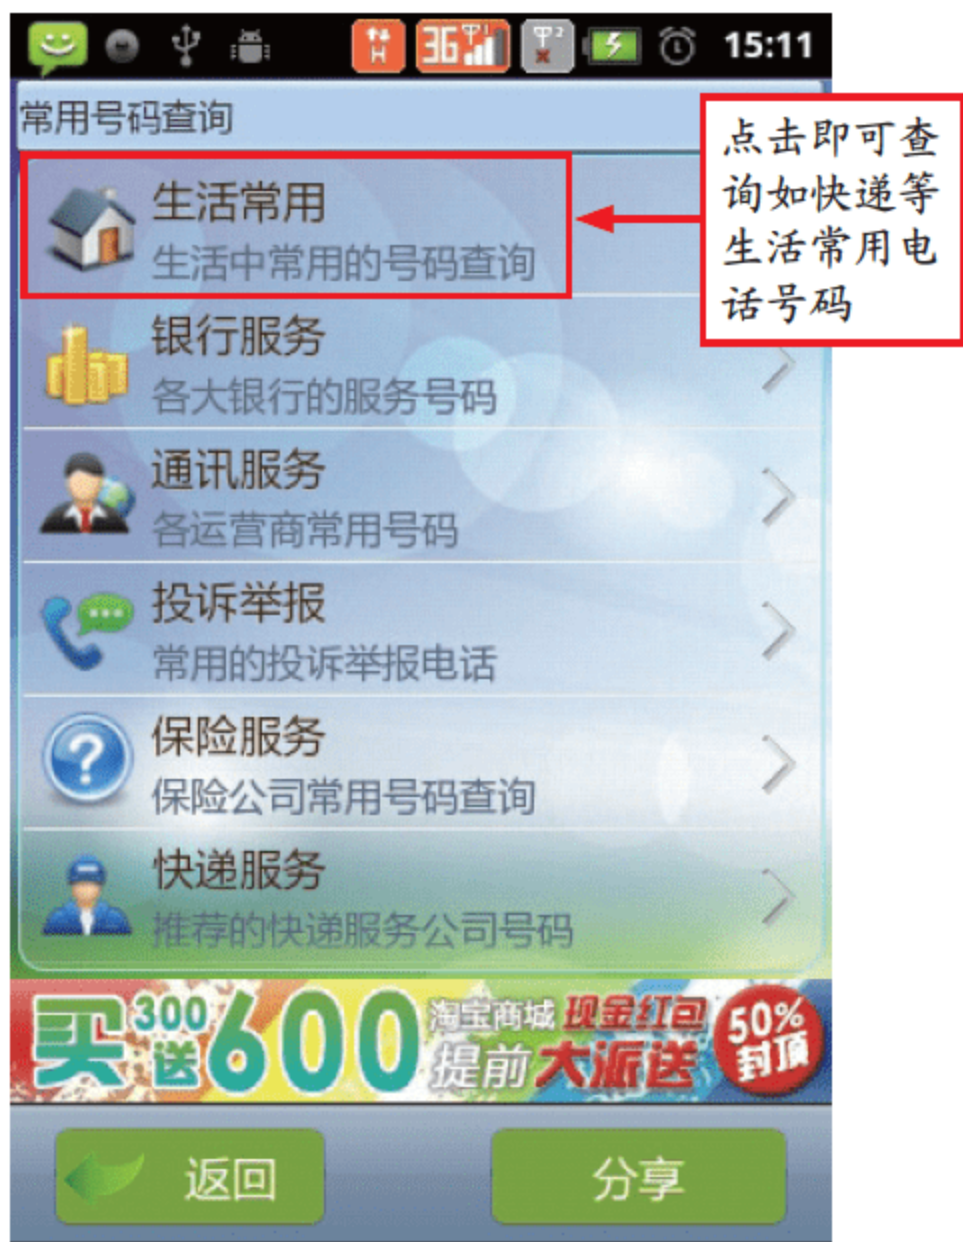 H
3G
1
2
15:11
常用号码查询
点击即可查
询如快递等
生活常用电
话号码
生活常用
生活中常用的号码查询
银行服务
各大银行的服务号码
通讯服务
各运营商常用号码
投诉举报
常用的投诉举报电话
保险服务
保险公司常用号码查询
快递服务
推荐的快递服务公司号码
买300送600
淘宝商城 现金红包
提前大派送
50%
封顶
返回
分享